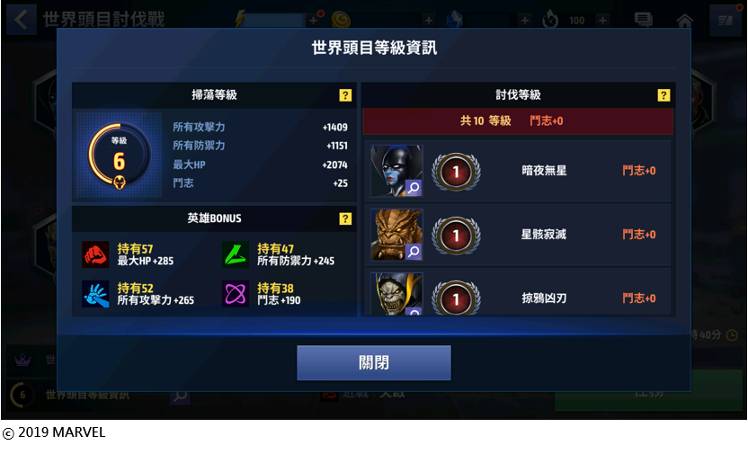 世界頭目討伐戰
100
世界頭目等級資訊
掃蕩等級 ?
等級
6
所有攻擊力 +1409
所有防禦力 +1151
最大HP +2074
鬥志 +25
英雄BONUS ?
持有57
最大HP +285
持有47
所有防禦力 +245
持有52
所有攻擊力 +265
持有38
鬥志 +190
討伐等級 ?
共 10 等級 鬥志+0
1 暗夜無星 鬥志+0
1 星骸寂滅 鬥志+0
1 掠鴉凶刃 鬥志+0
關閉
時40分
6 世界頭目等級資訊
© 2019 MARVEL